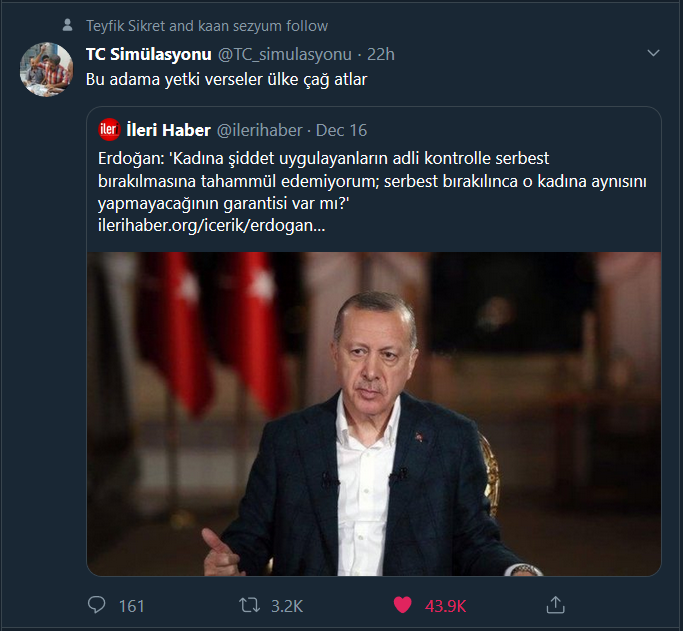 Teyfik Sikret and kaan sezyum follow
TC Simülasyonu @TC_simulasyonu · 22h
Bu adama yetki verseler ülke çağ atlar
iler İleri Haber @ilerihaber · Dec 16
Erdoğan: 'Kadına şiddet uygulayanların adli kontrolle serbest
bırakılmasına tahammül edemiyorum; serbest bırakılınca o kadına aynısını
yapmayacağının garantisi var mı?'
ilerihaber.org/icerik/erdogan...
161 3.2K 43.9K